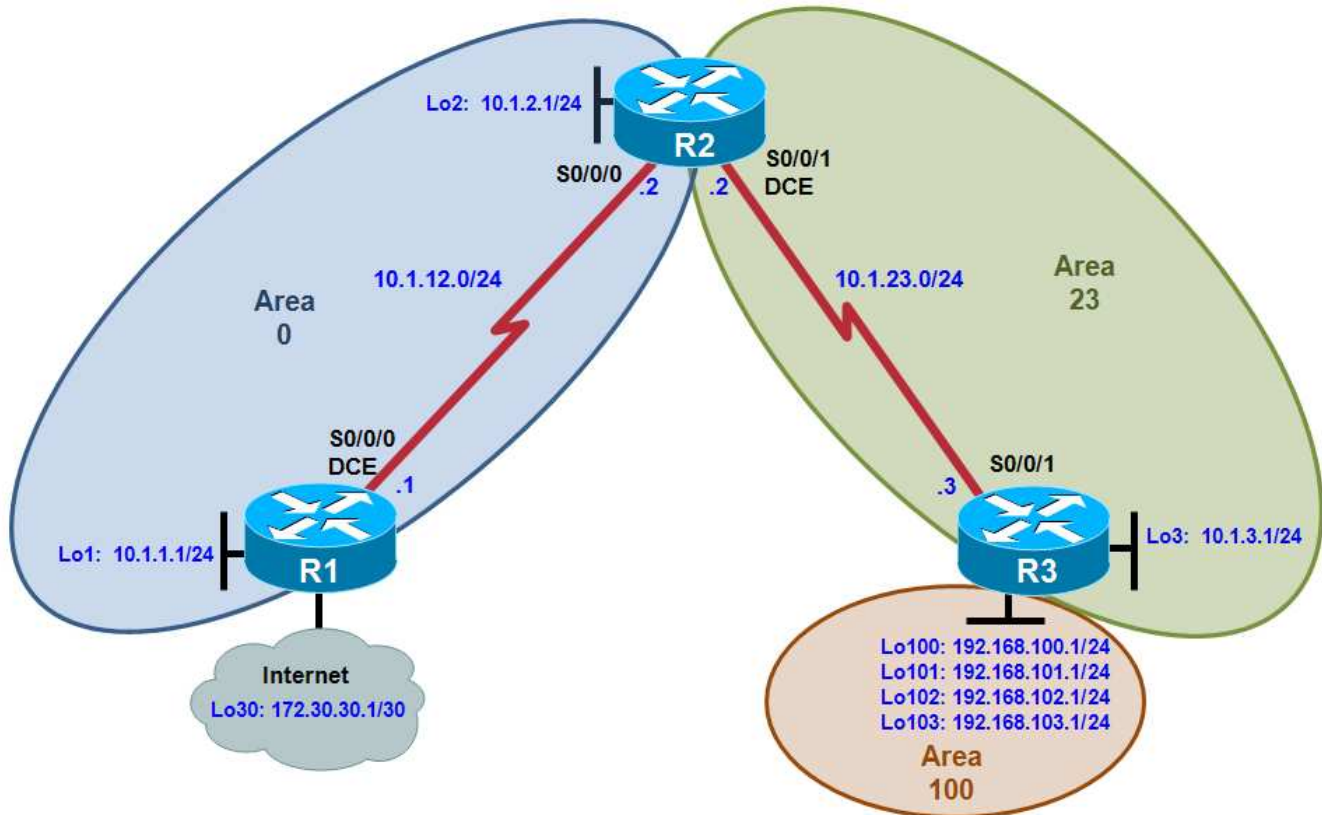 Lo2: 10.1.2.1/24
R2
S0/0/0
.2
.2
S0/0/1
DCE
10.1.12.0/24
10.1.23.0/24
Area
0
Area
23
S0/0/0
DCE
.1
S0/0/1
.3
Lo1: 10.1.1.1/24
R1
R3
Lo3: 10.1.3.1/24
Internet
Lo30: 172.30.30.1/30
Lo100: 192.168.100.1/24
Lo101: 192.168.101.1/24
Lo102: 192.168.102.1/24
Lo103: 192.168.103.1/24
Area
100